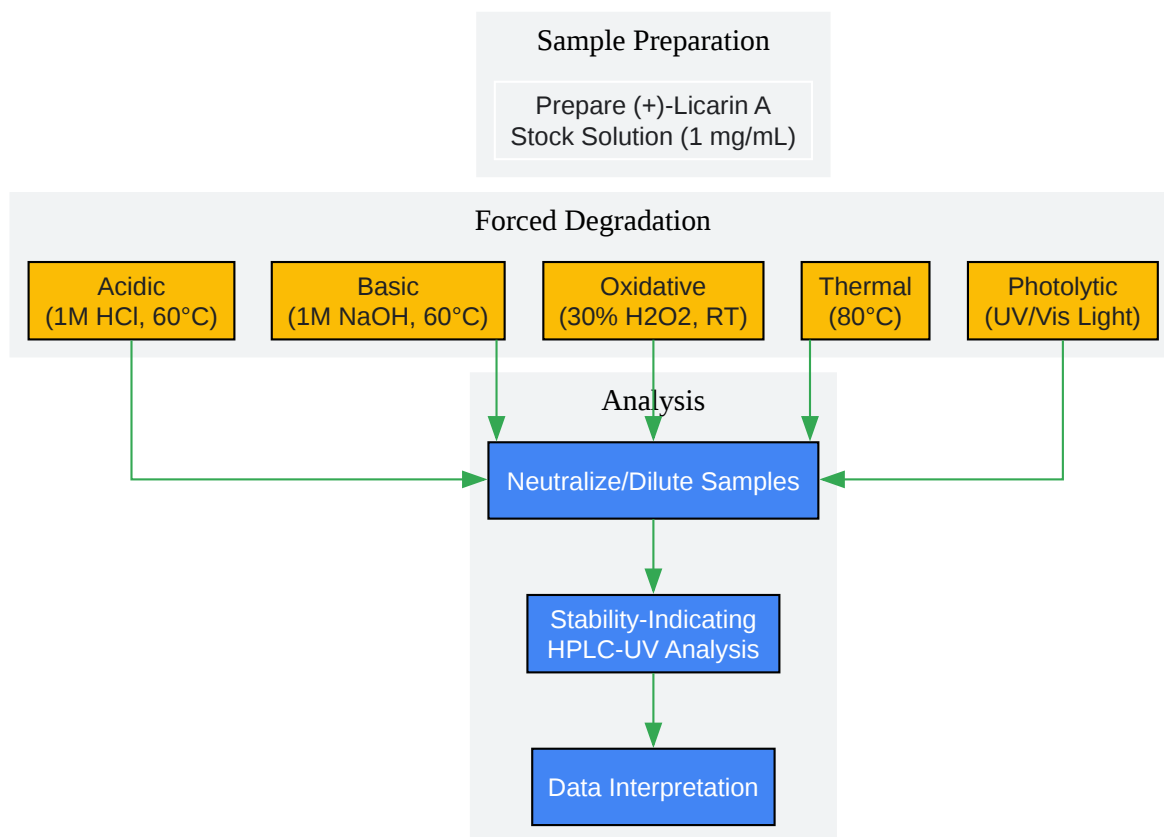 Sample Preparation
Prepare (+)-Licarin A
Stock Solution (1 mg/mL)
Forced Degradation
Acidic
(1M HCl, 60°C)
Basic
(1M NaOH, 60°C)
Oxidative
(30% H2O2, RT)
Thermal
(80°C)
Photolytic
(UV/Vis Light)
Analysis
Neutralize/Dilute Samples
Stability-Indicating
HPLC-UV Analysis
Data Interpretation